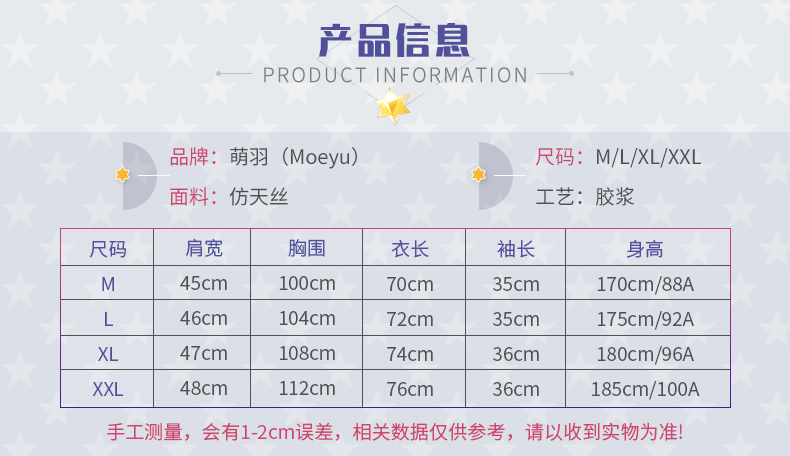 产品信息
PRODUCT INFORMATION
品牌：萌羽（Moeyu） 尺码：M/L/XL/XXL
面料：仿天丝 工艺：胶浆
尺码 肩宽 胸围 衣长 袖长 身高
M 45cm 100cm 70cm 35cm 170cm/88A
L 46cm 104cm 72cm 35cm 175cm/92A
XL 47cm 108cm 74cm 36cm 180cm/96A
XXL 48cm 112cm 76cm 36cm 185cm/100A
手工测量，会有1-2cm误差，相关数据仅供参考，请以收到实物为准!